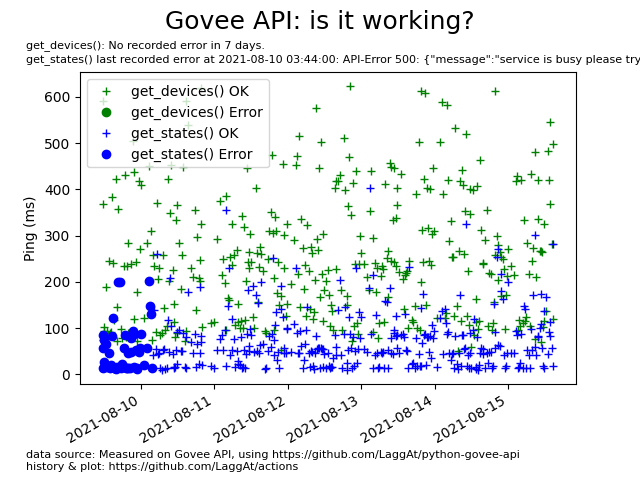 Govee API: is it working?
get_devices(): No recorded error in 7 days.
get_states() last recorded error at 2021-08-10 03:44:00: API-Error 500: {"message":"service is busy please try
get_devices() OK
get_devices() Error
get_states() OK
get_states() Error
Ping (ms)
600
500
400
300
200
100
0
2021-08-10
2021-08-11
2021-08-12
2021-08-13
2021-08-14
2021-08-15
data source: Measured on Govee API, using https://github.com/LaggAt/python-govee-api
history & plot: https://github.com/LaggAt/actions